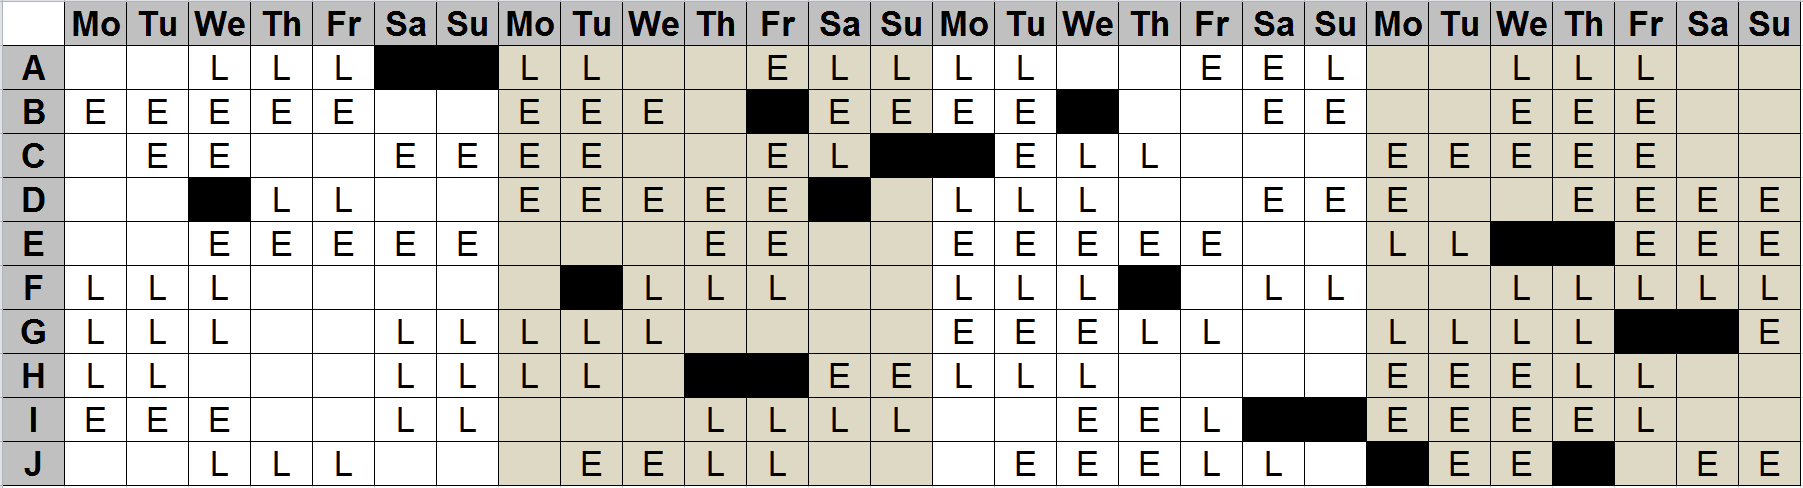 Mo Tu We Th Fr Sa Su Mo Tu We Th Fr Sa Su Mo Tu We Th Fr Sa Su Mo Tu We Th Fr Sa Su
A L L L L L E L L L L E E L L L L
B E E E E E E E E E E E E E E E E E
C E E E E E E E L E L L E E E E E
D L L E E E E E L L L E E E E E E E
E E E E E E E E E E E E E L L E E E
F L L L L L L L L L L L L L L L L
G L L L L L L L L E E E L L L L L L E
H L L L L L L E E L L L E E E L L
I E E E L L L L L L E E L E E E E L
J L L L E E L L E E E L L E E E E